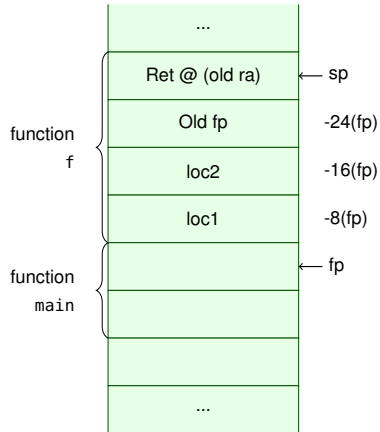 ...
Ret @ (old ra)
sp
Old fp
-24(fp)
function
f
loc2
-16(fp)
loc1
-8(fp)
function
main
fp
...